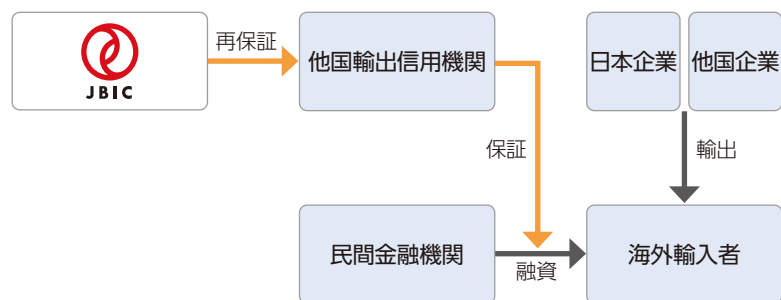 JBIC
再保証
他国輸出信用機関
日本企業
他国企業
保証
輸出
民間金融機関
融資
海外輸入者